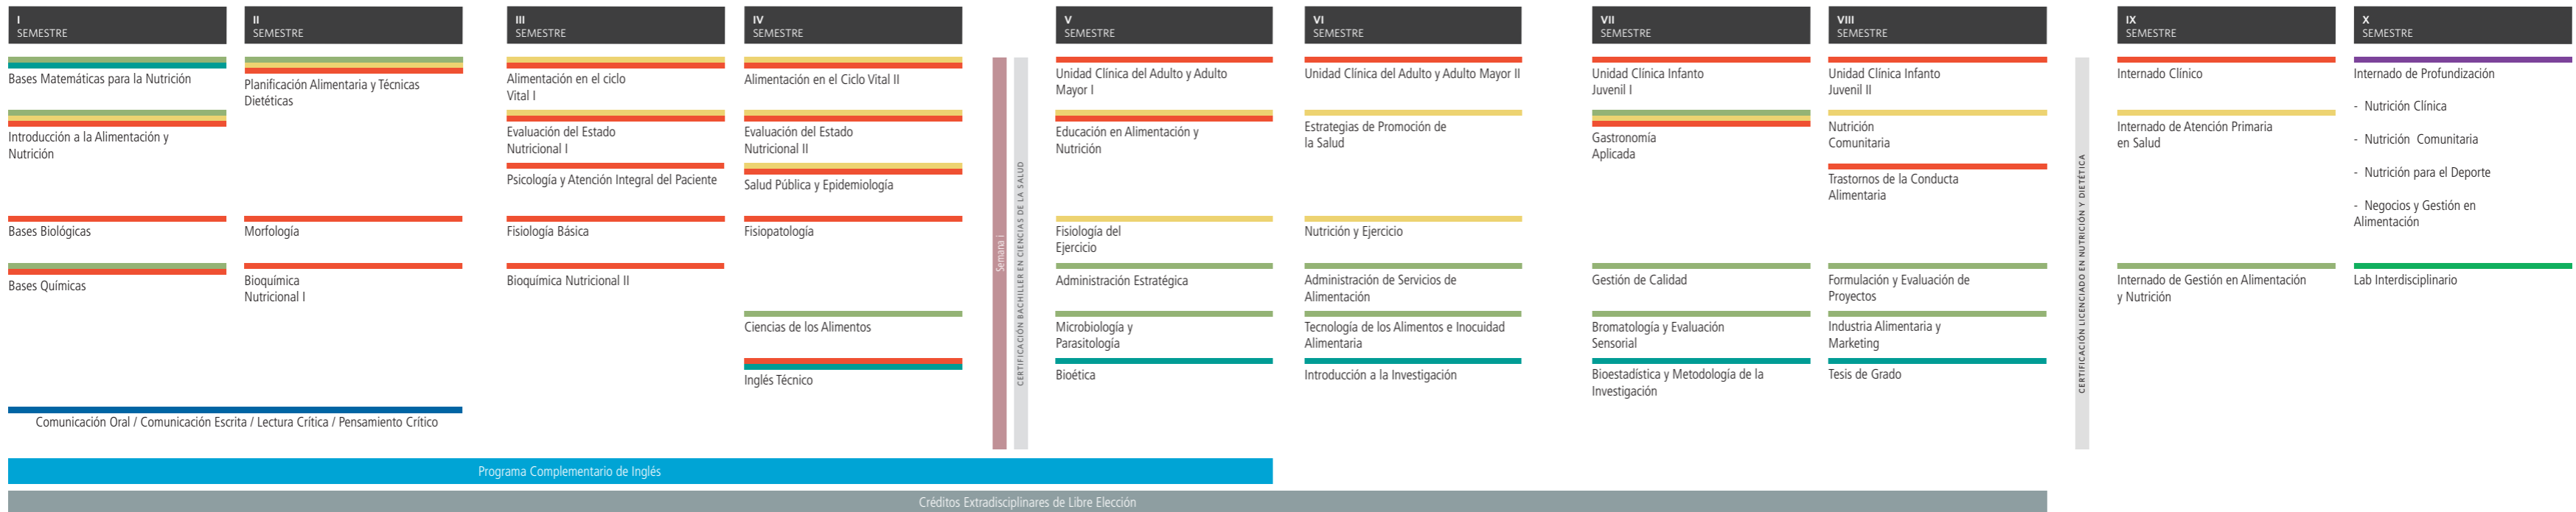 I
SEMESTRE
Bases Matemáticas para la Nutrición
Introducción a la Alimentación y
Nutrición
Bases Biológicas
Bases Químicas
II
SEMESTRE
Planificación Alimentaria y Técnicas
Dietéticas
Morfología
Bioquímica
Nutricional I
Comunicación Oral / Comunicación Escrita / Lectura Crítica / Pensamiento Crítico
III
SEMESTRE
Alimentación en el ciclo
Vital I
Evaluación del Estado
Nutricional I
Psicología y Atención Integral del Paciente
Fisiología Básica
Bioquímica Nutricional II
IV
SEMESTRE
Alimentación en el Ciclo Vital II
Evaluación del Estado
Nutricional II
Salud Pública y Epidemiología
Fisiopatología
Ciencias de los Alimentos
Inglés Técnico
Semana i
CERTIFICACIÓN BACHILLER EN CIENCIAS DE LA SALUD
V
SEMESTRE
Unidad Clínica del Adulto y Adulto
Mayor I
Educación en Alimentación y
Nutrición
Fisiología del
Ejercicio
Administración Estratégica
Microbiología y
Parasitología
Bioética
VI
SEMESTRE
Unidad Clínica del Adulto y Adulto Mayor II
Estrategias de Promoción de
la Salud
Nutrición y Ejercicio
Administración de Servicios de
Alimentación
Tecnología de los Alimentos e Inocuidad
Alimentaria
Introducción a la Investigación
VII
SEMESTRE
Unidad Clínica Infanto
Juvenil I
Gastronomía
Aplicada
Gestión de Calidad
Bromatología y Evaluación
Sensorial
Bioestadística y Metodología de la
Investigación
VIII
SEMESTRE
Unidad Clínica Infanto
Juvenil II
Nutrición
Comunitaria
Trastornos de la Conducta
Alimentaria
Formulación y Evaluación de
Proyectos
Industria Alimentaria y
Marketing
Tesis de Grado
CERTIFICACIÓN LICENCIADO EN NUTRICIÓN Y DIETÉTICA
IX
SEMESTRE
Internado Clínico
Internado de Atención Primaria
en Salud
Internado de Gestión en Alimentación
y Nutrición
X
SEMESTRE
Internado de Profundización
- Nutrición Clínica
- Nutrición Comunitaria
- Nutrición para el Deporte
- Negocios y Gestión en
Alimentación
Lab Interdisciplinario
Programa Complementario de Inglés
Créditos Extradisciplinares de Libre Elección